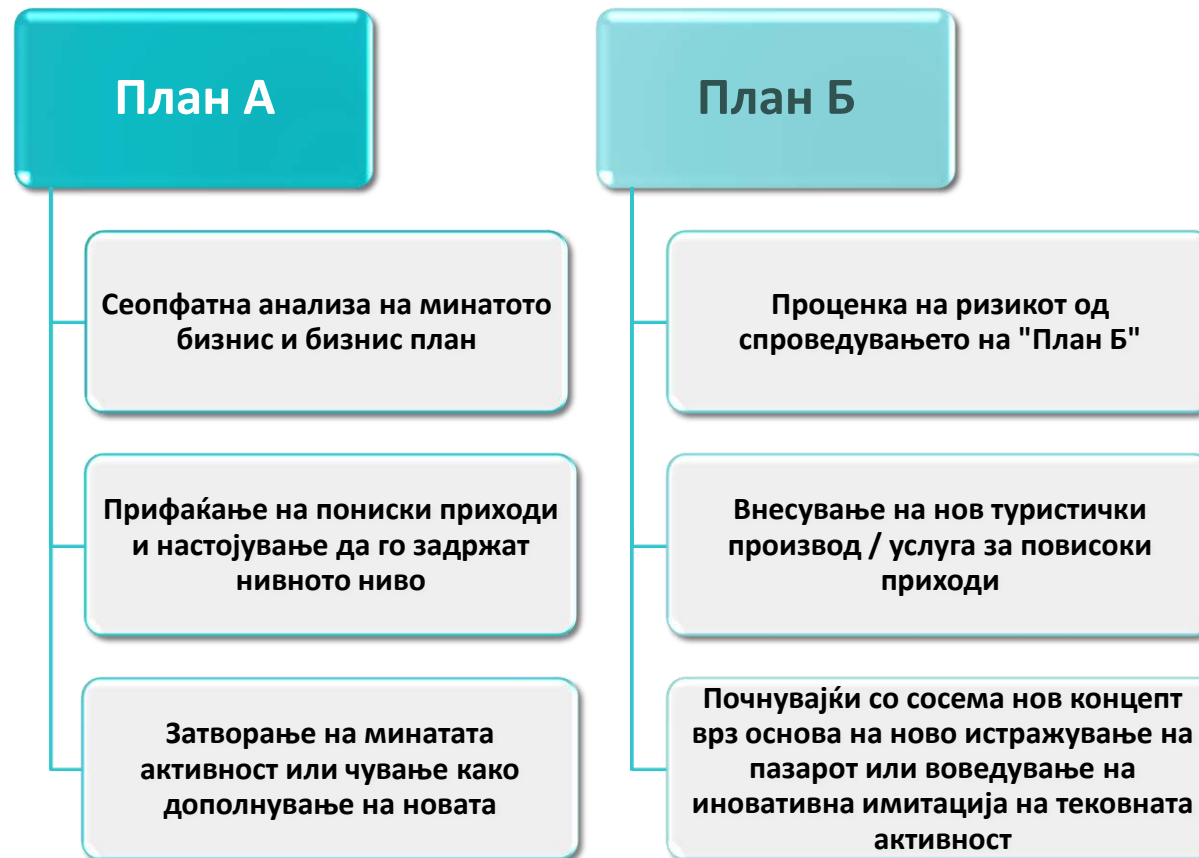 План А
Сеопфатна анализа на минатото
бизнис и бизнис план
Прифаќање на пониски приходи
и настојување да го задржат
нивното ниво
Затворање на минатата
активност или чување како
дополнување на новата
План Б
Проценка на ризикот од
спроведувањето на "План Б"
Внесување на нов туристички
производ / услуга за повисоки
приходи
Почнувајќи со сосема нов концепт
врз основа на ново истражување на
пазарот или воведување на
иновативна имитација на тековната
активност